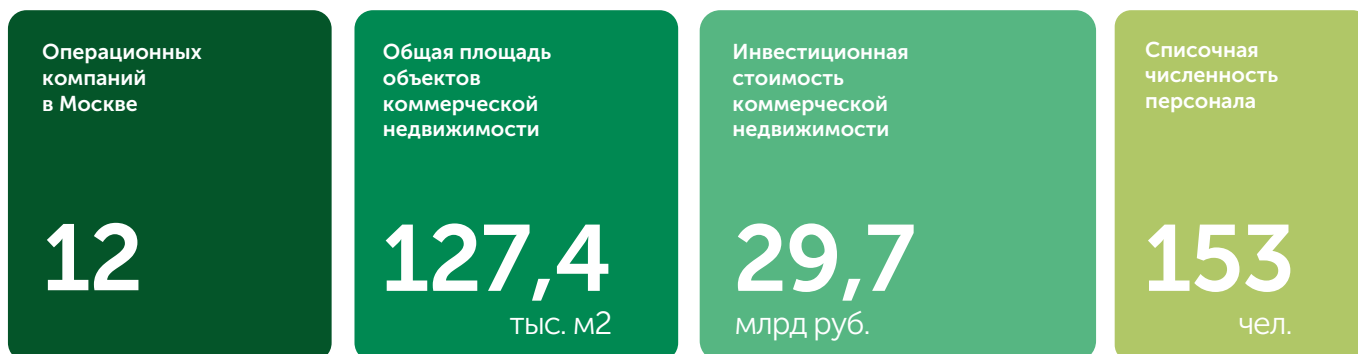 Операционных
компаний
в Москве
12
Общая площадь
объектов
коммерческой
недвижимости
127,4
тыс. м2
Инвестиционная
стоимость
коммерческой
недвижимости
29,7
млрд руб.
Списочная
численность
персонала
153
чел.